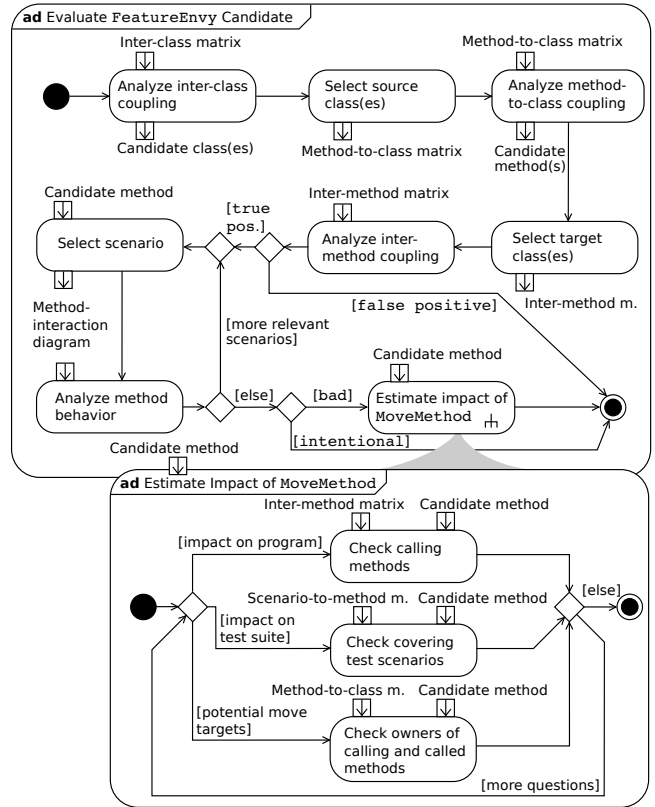 ad Evaluate FeatureEnvy Candidate
Inter-class matrix
Method-to-class matrix
Analyze inter-class
coupling
Select source
class(es)
Analyze method-
to-class coupling
Candidate class(es)
Method-to-class matrix
Candidate
method(s)
Candidate method
Inter-method matrix
[true
pos.]
Select scenario
Analyze inter-
method coupling
Select target
class(es)
Method-
interaction
diagram
[false positive]
Inter-method m.
[more relevant
scenarios]
Candidate method
Analyze method
behavior
[else]
[bad]
Estimate impact of
MoveMethod
[intentional]
Candidate method
ad Estimate Impact of MoveMethod
Inter-method matrix
Candidate method
[impact on program]
Check calling
methods
[else]
Scenario-to-method m.
Candidate method
[impact on
test suite]
Check covering
test scenarios
Method-to-class m.
Candidate method
[potential move
targets]
Check owners of
calling and called
methods
[more questions]